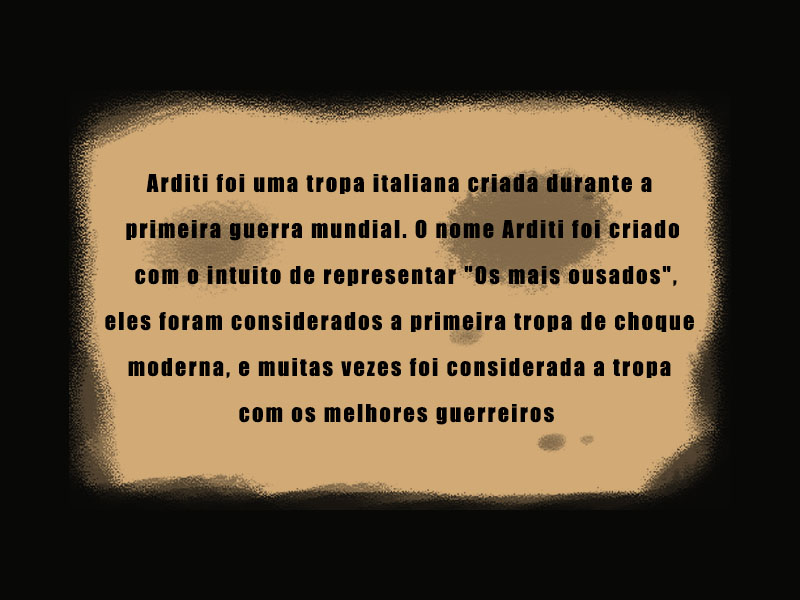 Arditi foi uma tropa italiana criada durante a
primeira guerra mundial. O nome Arditi foi criado
com o intuito de representar "Os mais ousados",
eles foram considerados a primeira tropa de choque
moderna, e muitas vezes foi considerada a tropa
com os melhores guerreiros